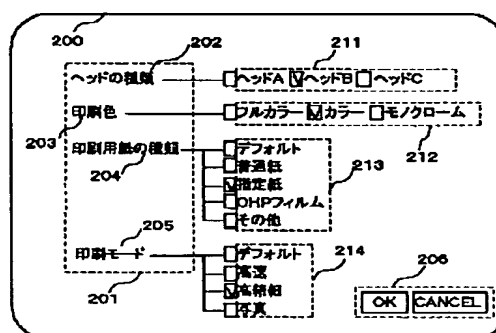 200
202
211
ヘッドの種類 ヘッドA ヘッドB ヘッドC
印刷色 フルカラー カラー モノクローム
203
212
印刷用紙の種類 デフォルト
204
普通紙
213
指定紙
OHPフィルム
その他
205
印刷モード デフォルト
214
高速
206
201
高精細
写真
OK CANCEL